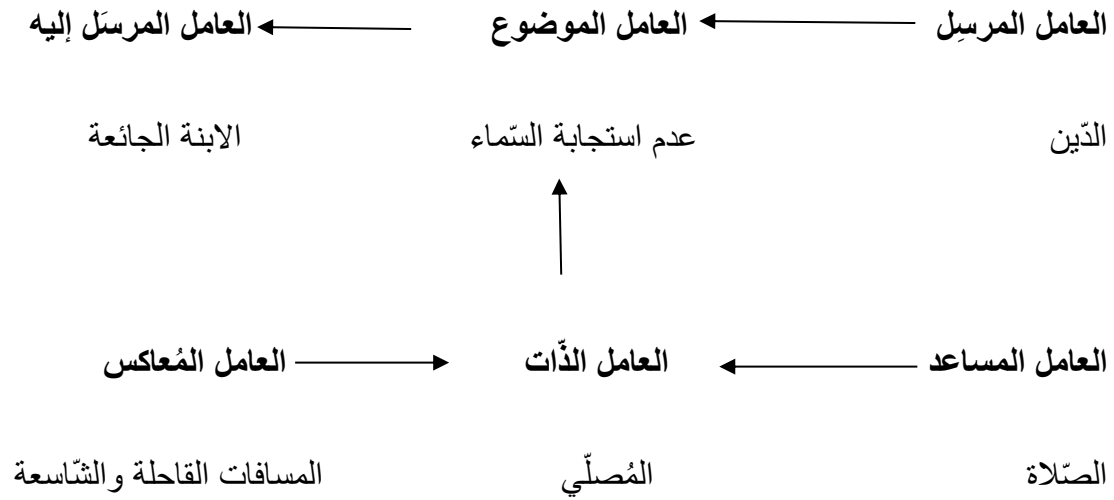 العامل المرسِل العامل الموضوع العامل المرسَل إليه
الدّين عدم استجابة السّماء الابنة الجائعة
العامل المساعد العامل الذّات العامل المُعاكس
الصّلاة المُصلّي المسافات القاحلة والشّاسعة